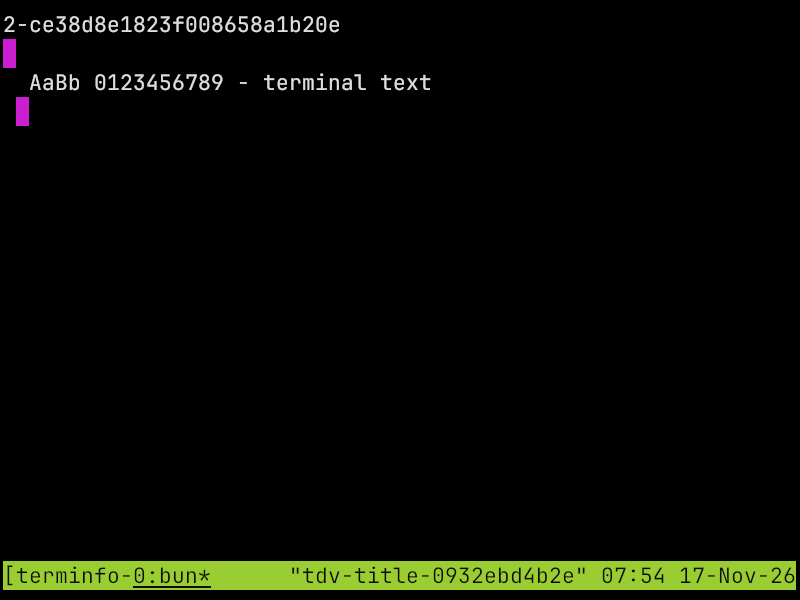 2-ce38d8e1823f008658a1b20e
AaBb 0123456789 - terminal text
[terminfo-0:bun* "tdv-title-0932ebd4b2e" 07:54 17-Nov-26